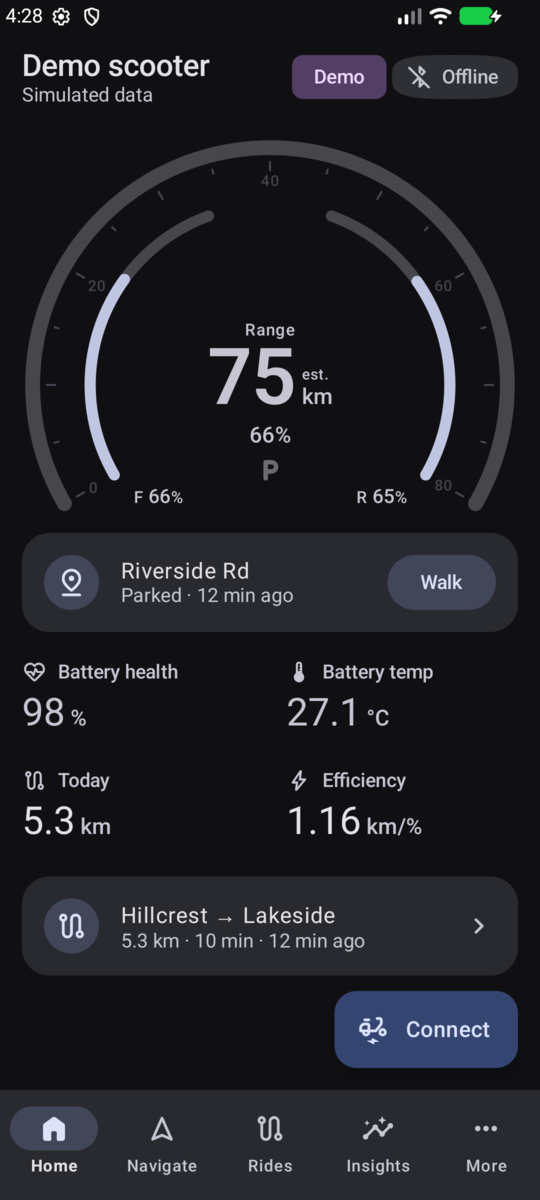 4:28
Demo scooter
Simulated data
Demo
Offline
40
20
60
Range
75 est. km
66%
P
0
80
F 66%
R 65%
Riverside Rd
Parked · 12 min ago
Walk
Battery health
98 %
Battery temp
27.1 °C
Today
5.3 km
Efficiency
1.16 km/%
Hillcrest → Lakeside
5.3 km · 10 min · 12 min ago
Connect
Home
Navigate
Rides
Insights
More